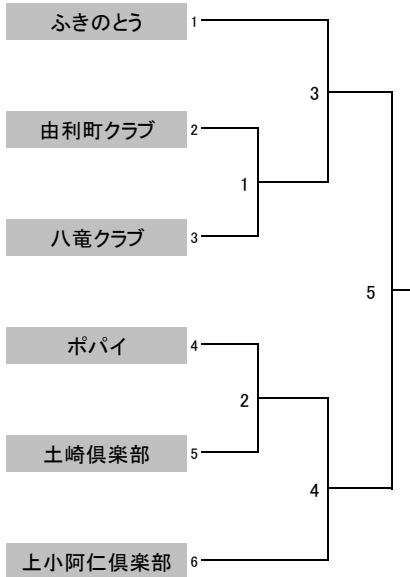 ふきのとう 1
3
由利町クラブ 2
1
八竜クラブ 3
5
ポパイ 4
2
土崎倶楽部 5
4
上小阿仁倶楽部 6